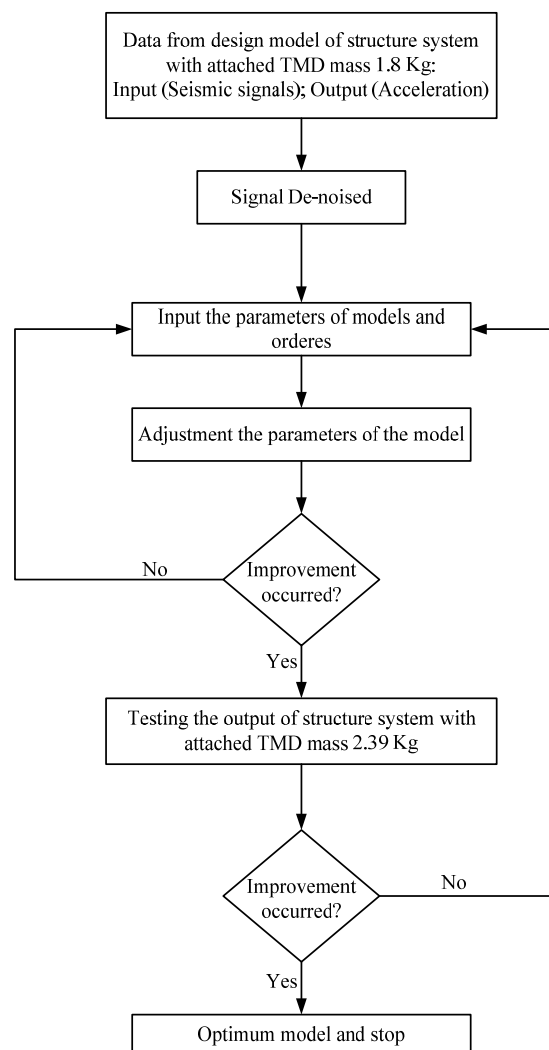 Data from design model of structure system
with attached TMD mass 1.8 Kg:
Input (Seismic signals); Output (Acceleration)
Signal De-noised
Input the parameters of models and
orderes
Adjustment the parameters of the model
Improvement
occurred?
No
Yes
Testing the output of structure system with
attached TMD mass 2.39 Kg
Improvement
occurred?
No
Yes
Optimum model and stop